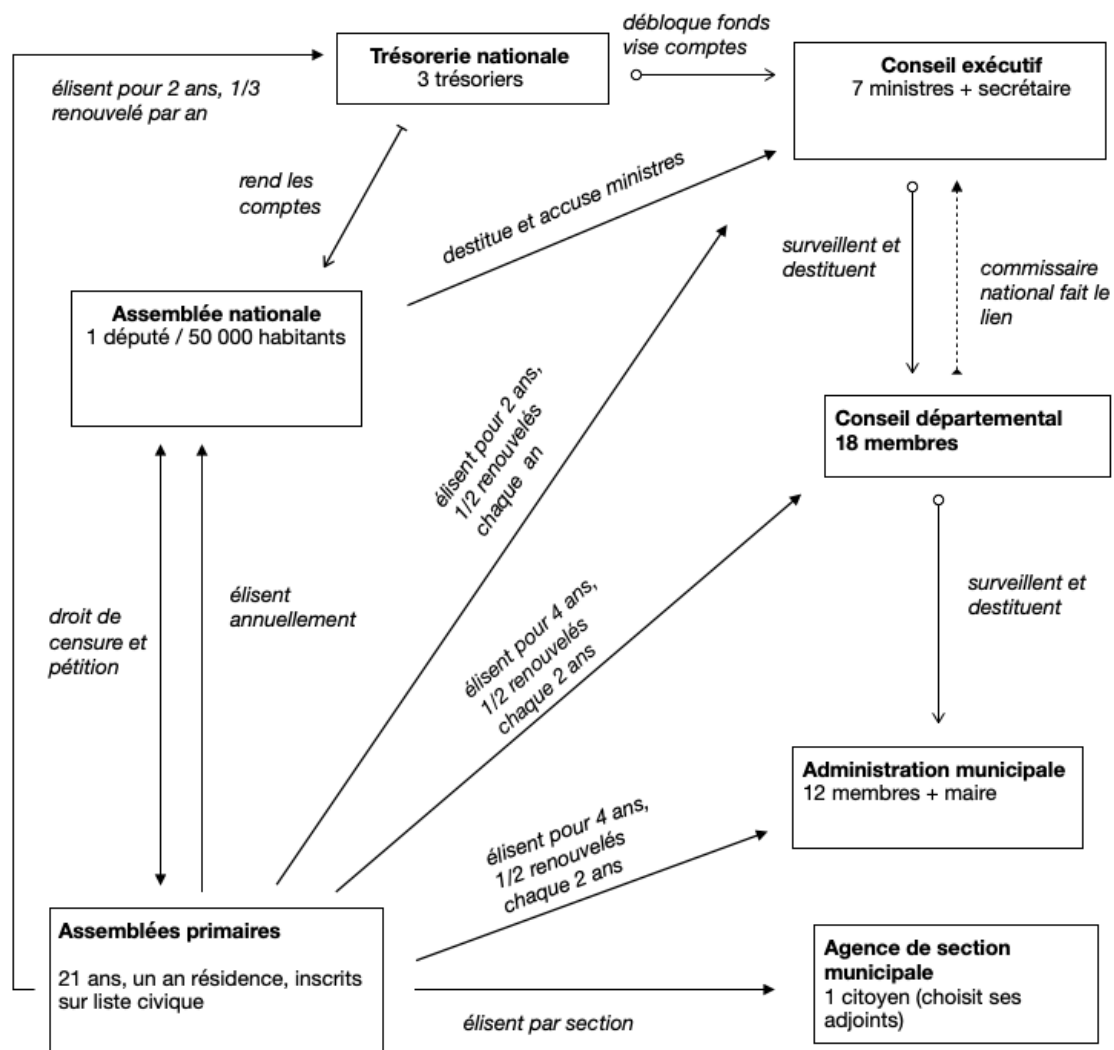 débloque fonds
vise comptes
Trésorerie nationale
3 trésoriers
Conseil exécutif
7 ministres + secrétaire
élisent pour 2 ans, 1/3
renouvelé par an
rend les
comptes
destitue et accuse ministres
surveillent et
destituent
commissaire
national fait le
lien
Assemblée nationale
1 député / 50 000 habitants
élisent pour 2 ans,
1/2 renouvelés
chaque an
Conseil départemental
18 membres
droit de
censure et
pétition
élisent
annuellement
élisent pour 4 ans,
1/2 renouvelés
chaque 2 ans
surveillent et
destituent
Administration municipale
12 membres + maire
élisent pour 4 ans,
1/2 renouvelés
chaque 2 ans
Assemblées primaires
21 ans, un an résidence, inscrits
sur liste civique
élisent par section
Agence de section
municipale
1 citoyen (choisit ses
adjoints)